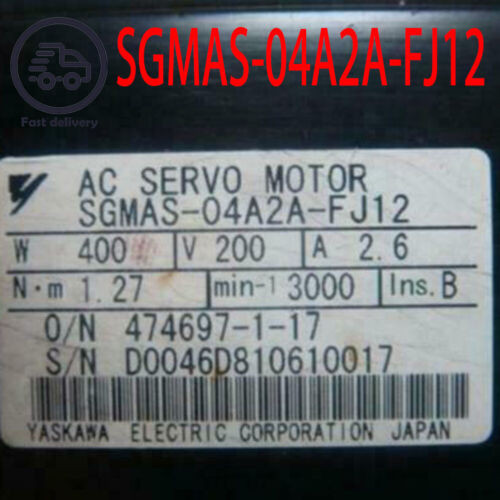 SGMAS-04A2A-FJ12
Fast delivery
AC SERVO MOTOR
SGMAS-04A2A-FJ12
W 400 V 200 A 2.6
N·m 1.27 min-1 3000 Ins. B
O/N 474697-1-17
S/N D0046D810610017
YASKAWA ELECTRIC CORPORATION JAPAN